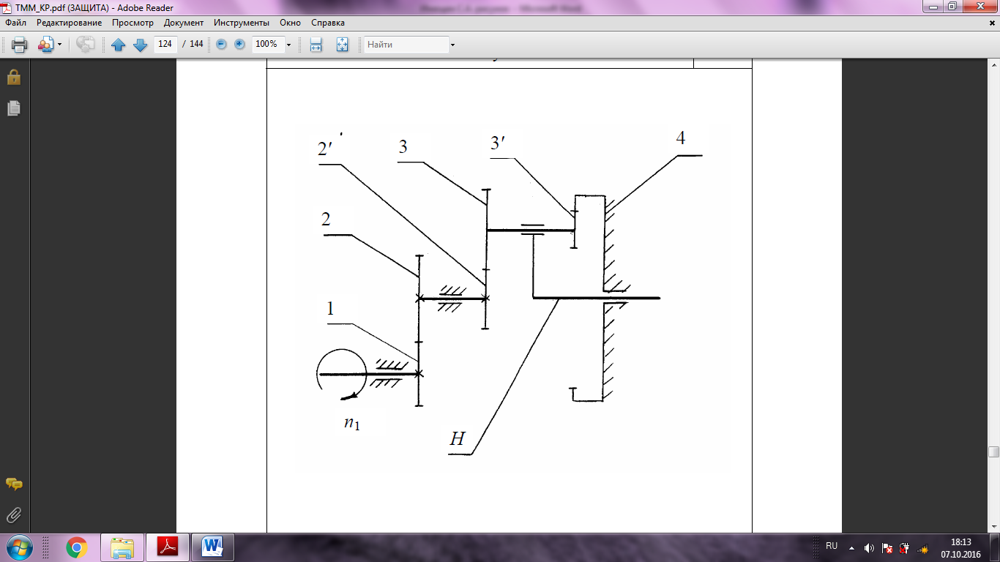 TMM_KP.pdf (ЗАЩИТА) - Adobe Reader
Файл Редактирование Просмотр Документ Инструменты Окно Справка
124 / 144 100% Найти
2′ 3 3′ 4
2
1
n1
H
RU 18:13
07.10.2016